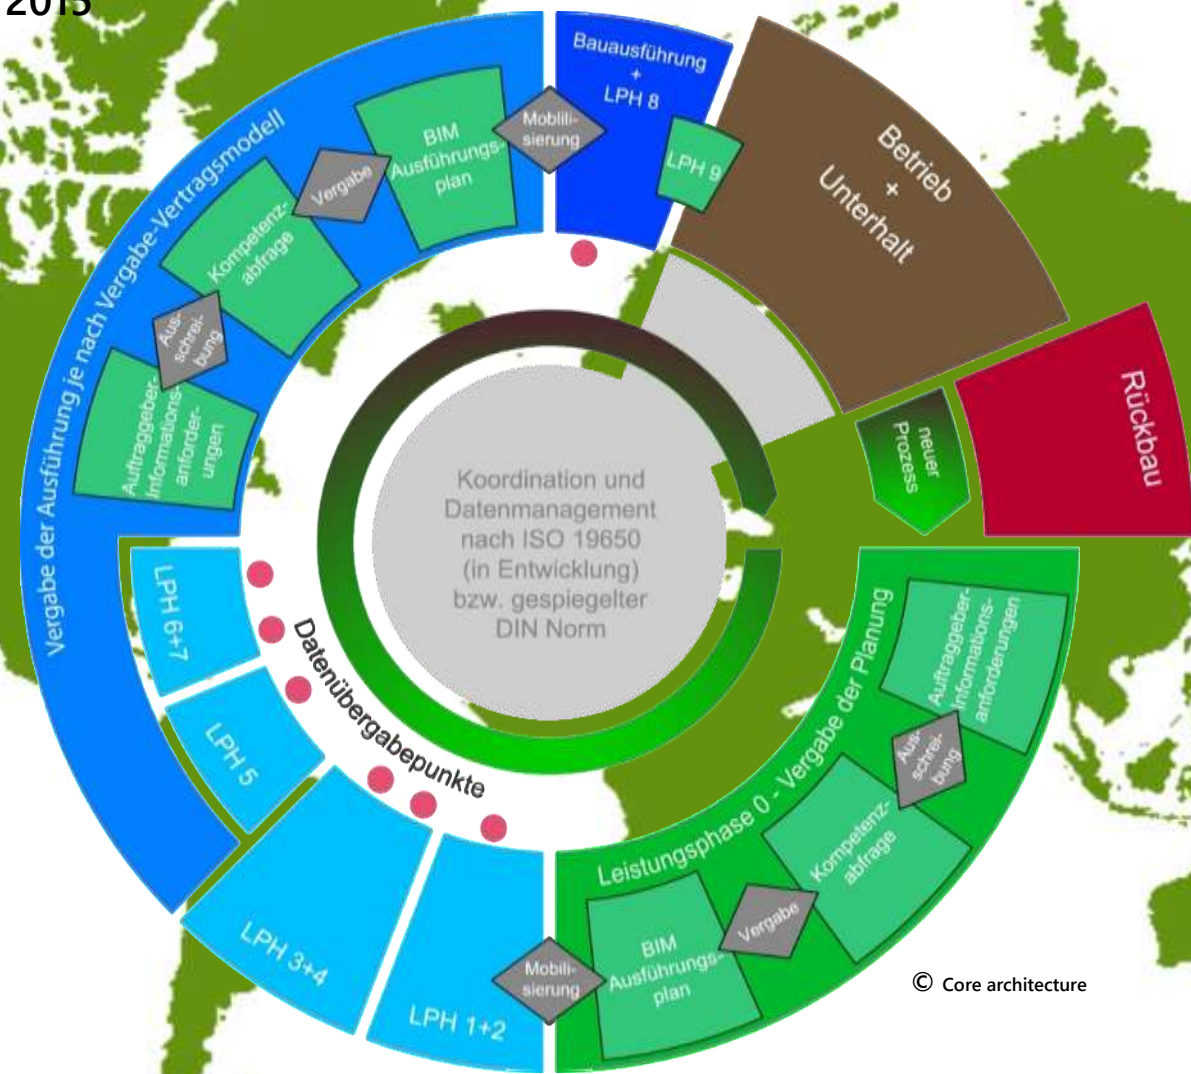 2015
Bauausführung
+
LPH 8
Moblili-
sierung
LPH 9
Betrieb
+
Unterhalt
Rückbau
neuer
Prozess
Vergabe der Ausführung je nach Vergabe-Vertragsmodell
BIM
Ausführungs-
plan
Vergabe
Kompetenz-
abfrage
Aus-
schrei-
bung
Auftraggeber-
Informations-
anforder-
ungen
Koordination und
Datenmanagement
nach ISO 19650
(in Entwicklung)
bzw. gespiegelter
DIN Norm
Datenübergabepunkte
LPH 6+7
LPH 5
LPH 3+4
LPH 1+2
Leistungsphase 0 - Vergabe der Planung
Auftraggeber-
Informations-
anforderungen
Aus-
schrei-
bung
Kompetenz-
abfrage
Vergabe
BIM
Ausführungs-
plan
Mobili-
sierung
© Core architecture